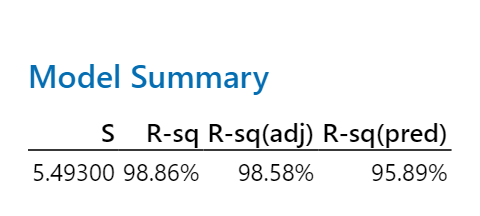 Model Summary
S R-sq R-sq(adj) R-sq(pred)
5.49300 98.86% 98.58% 95.89%